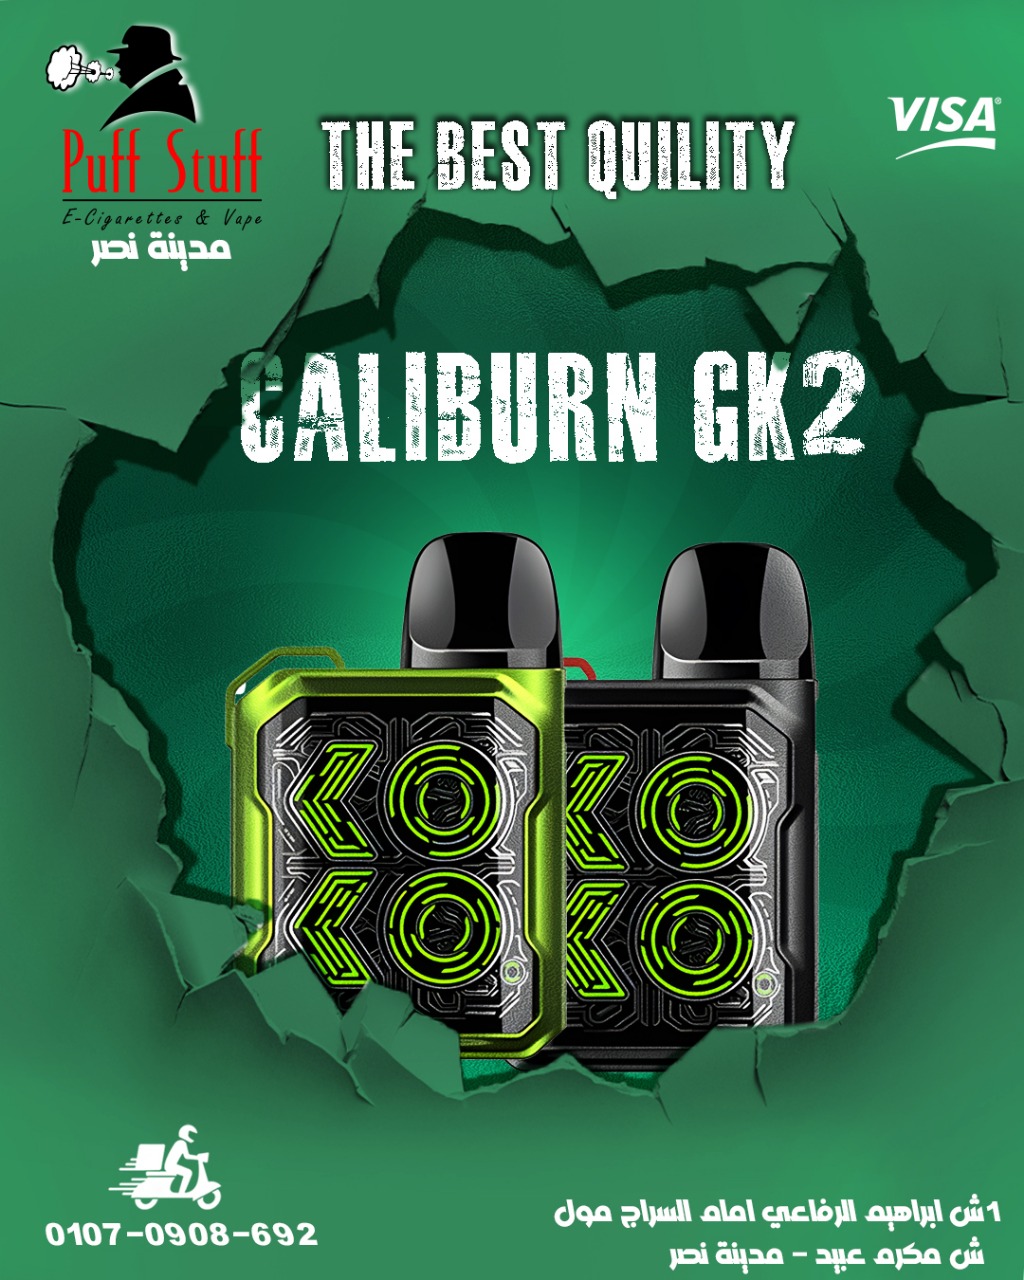 Puff Stuff
E-Cigarettes & Vape
مدينة نصر
THE BEST QUILITY
VISA®
CALIBURN GK2
0107-0908-692
1 ش ابراهيم الرفاعي امام السراج مول
ش مكرم عبيد - مدينة نصر